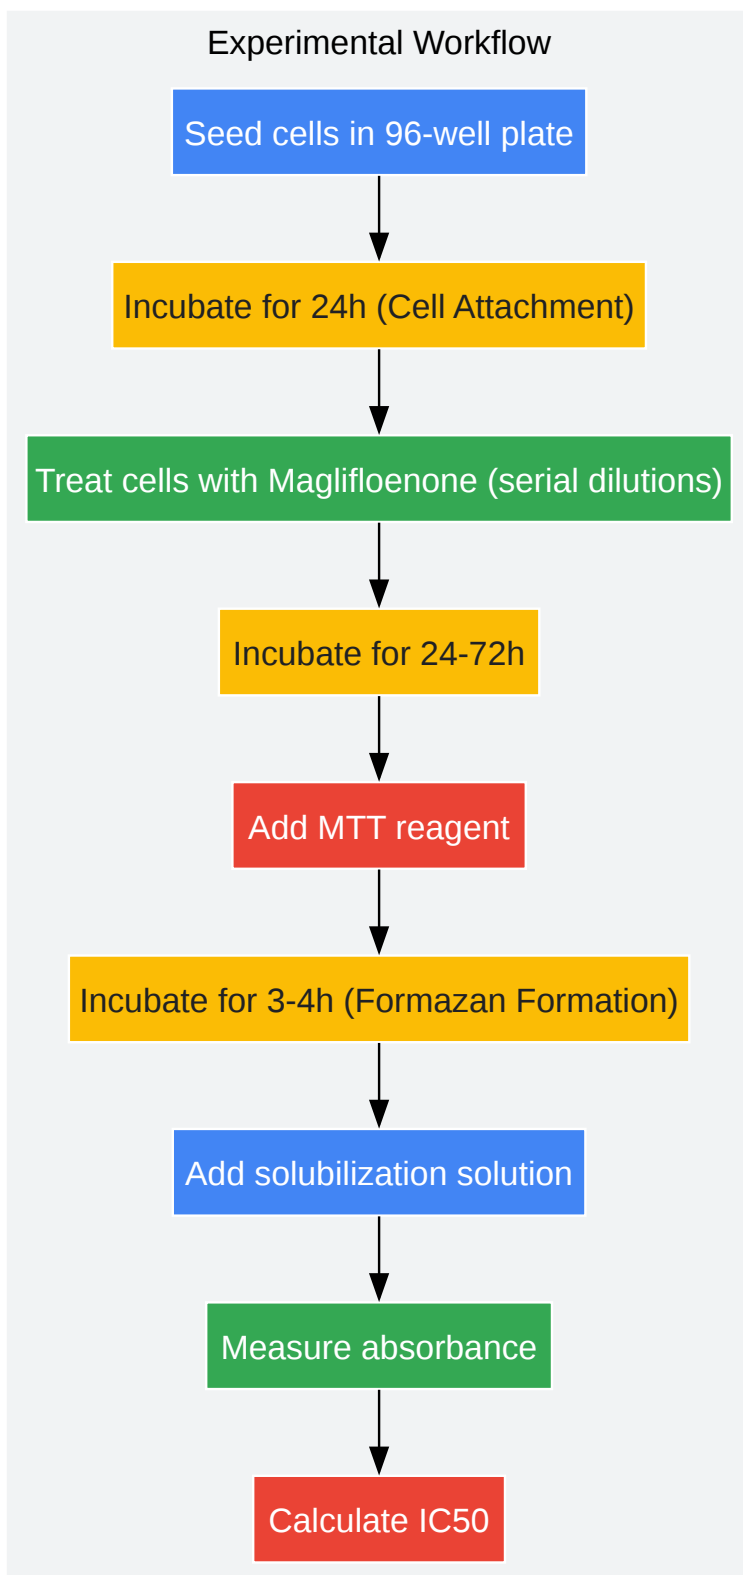 Experimental Workflow
Seed cells in 96-well plate
Incubate for 24h (Cell Attachment)
Treat cells with Maglifloenone (serial dilutions)
Incubate for 24-72h
Add MTT reagent
Incubate for 3-4h (Formazan Formation)
Add solubilization solution
Measure absorbance
Calculate IC50